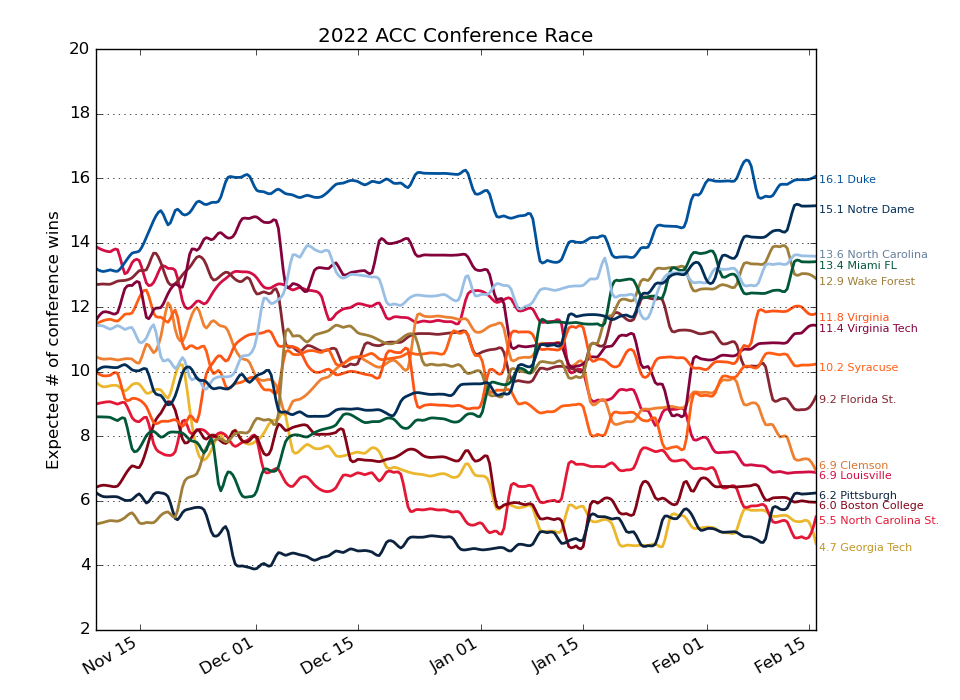 2022 ACC Conference Race
20
18
16
14
12
10
8
6
4
2
Expected # of conference wins
Nov 15
Dec 01
Dec 15
Jan 01
Jan 15
Feb 01
Feb 15
16.1 Duke
15.1 Notre Dame
13.6 North Carolina
13.4 Miami FL
12.9 Wake Forest
11.8 Virginia
11.4 Virginia Tech
10.2 Syracuse
9.2 Florida St.
6.9 Clemson
6.9 Louisville
6.2 Pittsburgh
6.0 Boston College
5.5 North Carolina St.
4.7 Georgia Tech